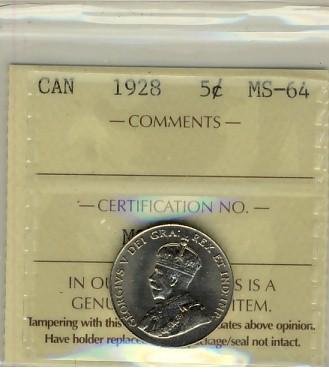 CAN 1928 5¢ MS-64
— COMMENTS —
— CERTIFICATION NO. —
GEORGIVS V DEI GRA: REX ET IND:IMP:
IN OU S IS A
GENU ITEM.
Tampering with this ates above opinion.
Have holder replace kage/seal not intact.